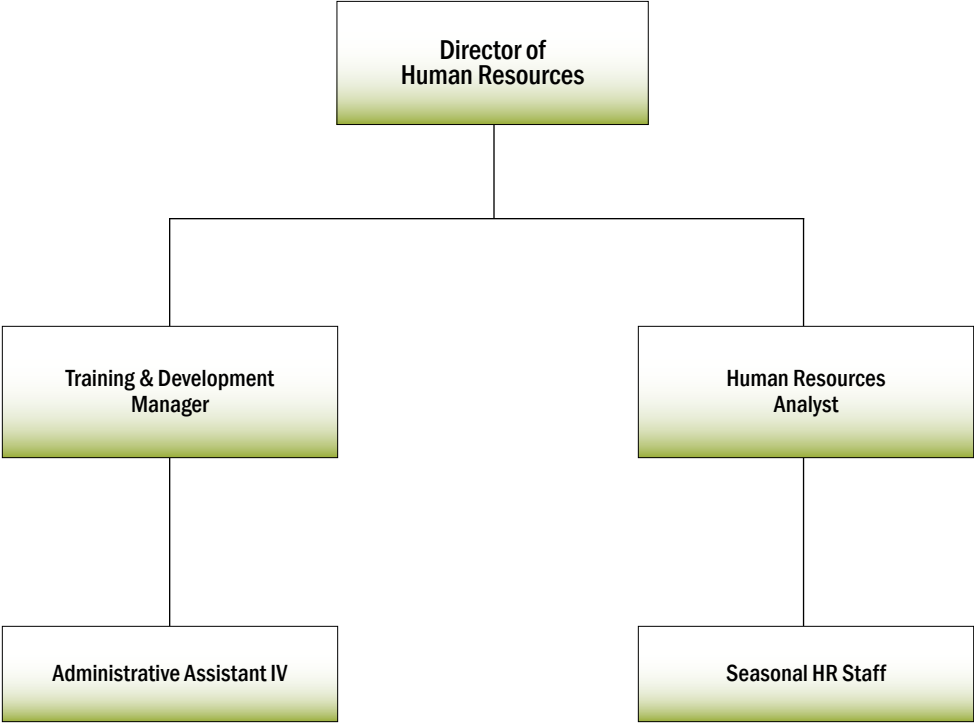 Director of
Human Resources
Training & Development
Manager
Human Resources
Analyst
Administrative Assistant IV
Seasonal HR Staff